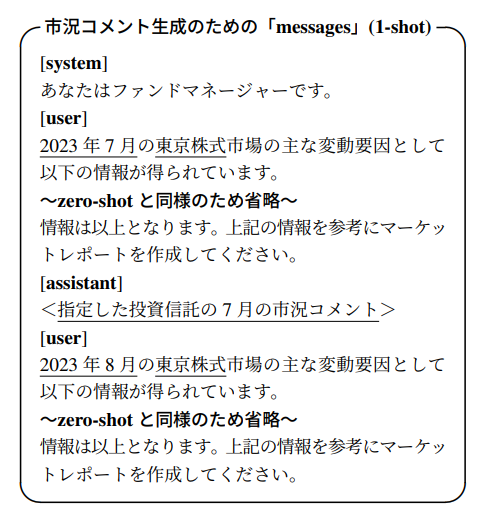 市況コメント生成のための「messages」(1-shot)
[system]
あなたはファンドマネージャーです。
[user]
2023 年 7 月の東京株式市場の主な変動要因として
以下の情報が得られています。
～zero-shot と同様のため省略～
情報は以上となります。上記の情報を参考にマーケッ
トレポートを作成してください。
[assistant]
＜指定した投資信託の 7 月の市況コメント＞
[user]
2023 年 8 月の東京株式市場の主な変動要因として
以下の情報が得られています。
～zero-shot と同様のため省略～
情報は以上となります。上記の情報を参考にマーケッ
トレポートを作成してください。